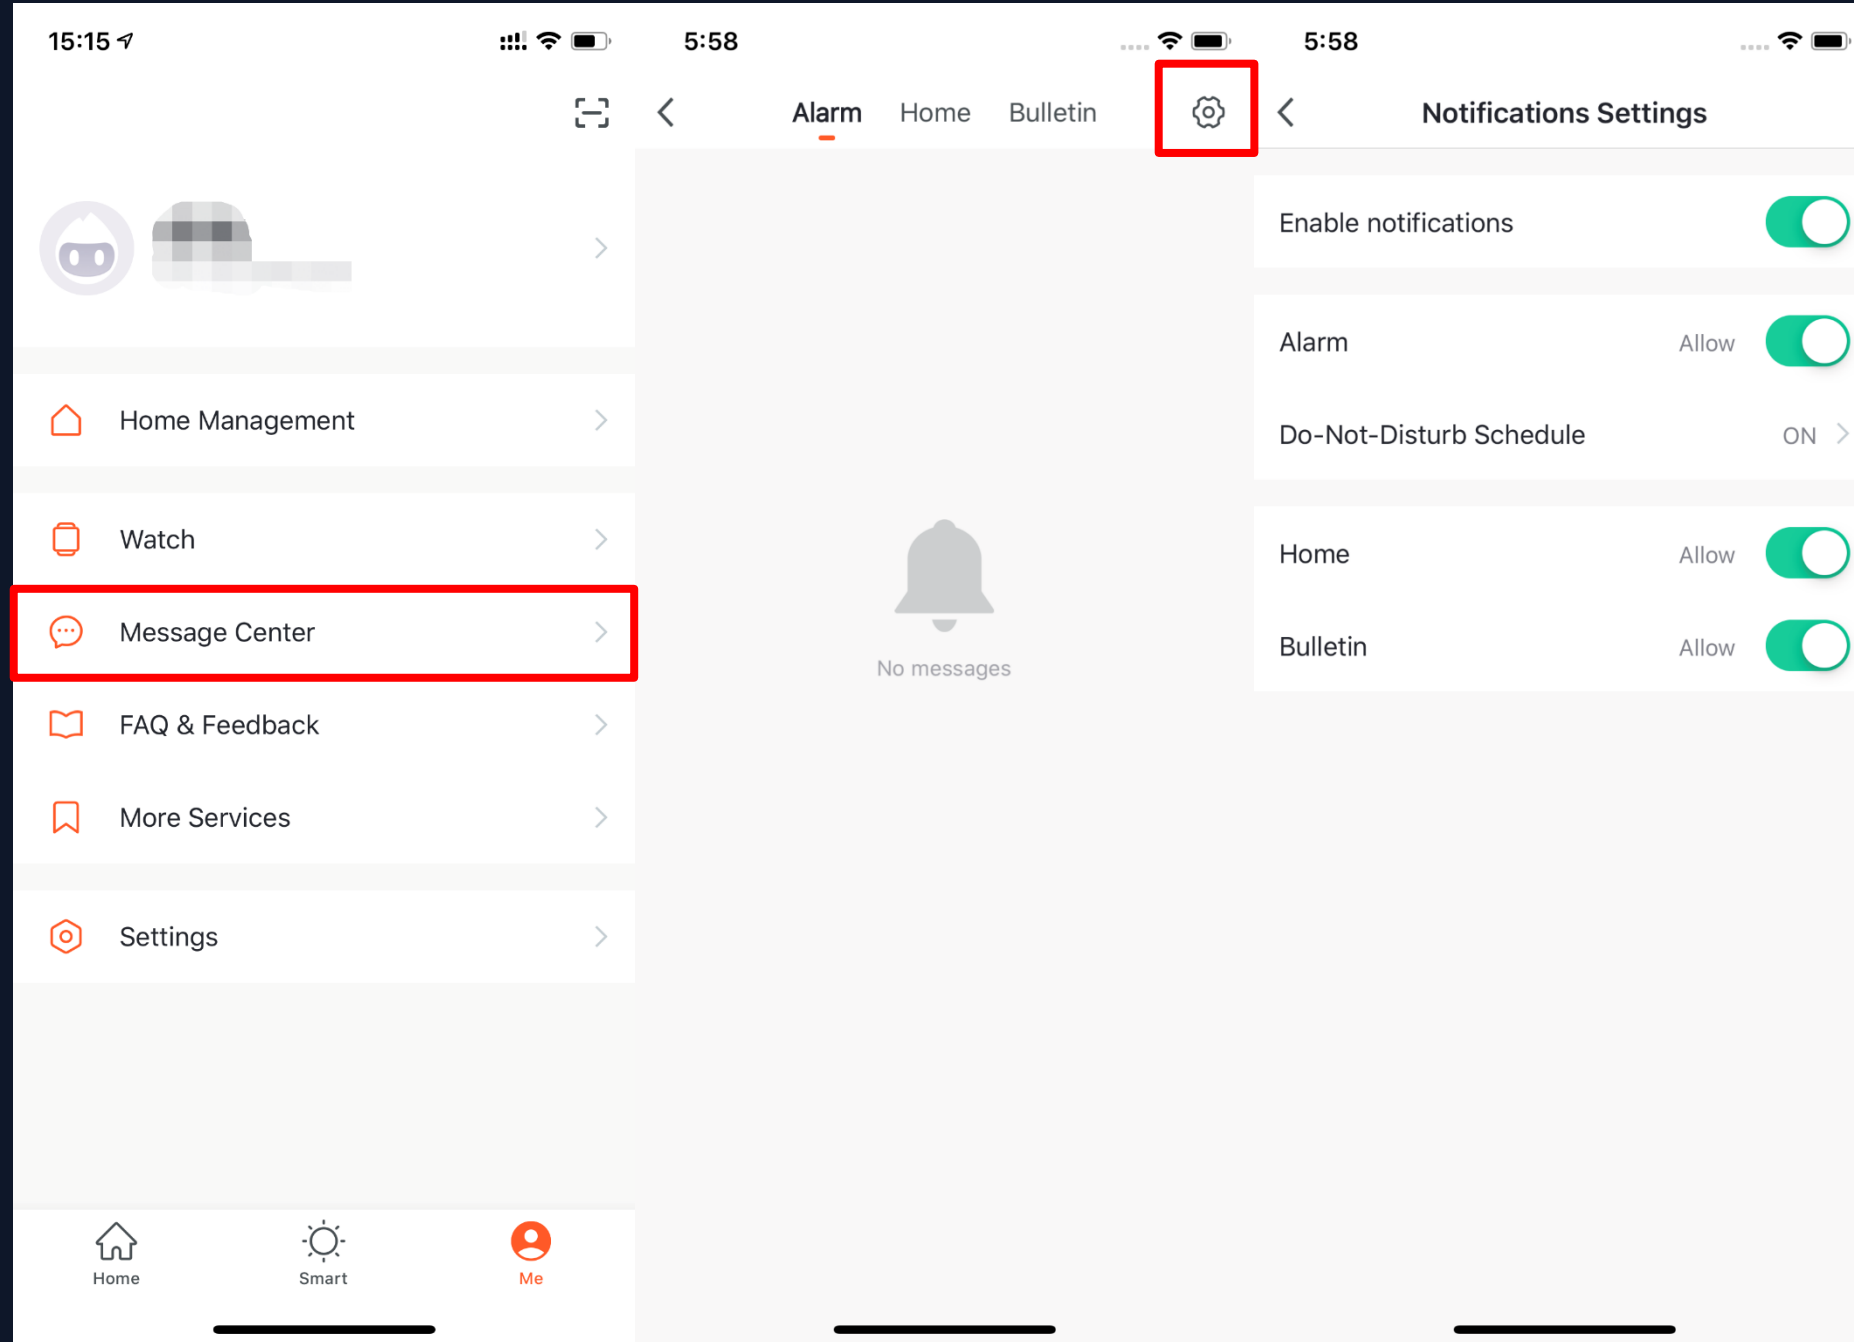 15:15
Home Management
Watch
Message Center
FAQ & Feedback
More Services
Settings
Home
Smart
Me
5:58
Alarm
Home
Bulletin
No messages
5:58
Notifications Settings
Enable notifications
Alarm
Allow
Do-Not-Disturb Schedule
ON
Home
Allow
Bulletin
Allow